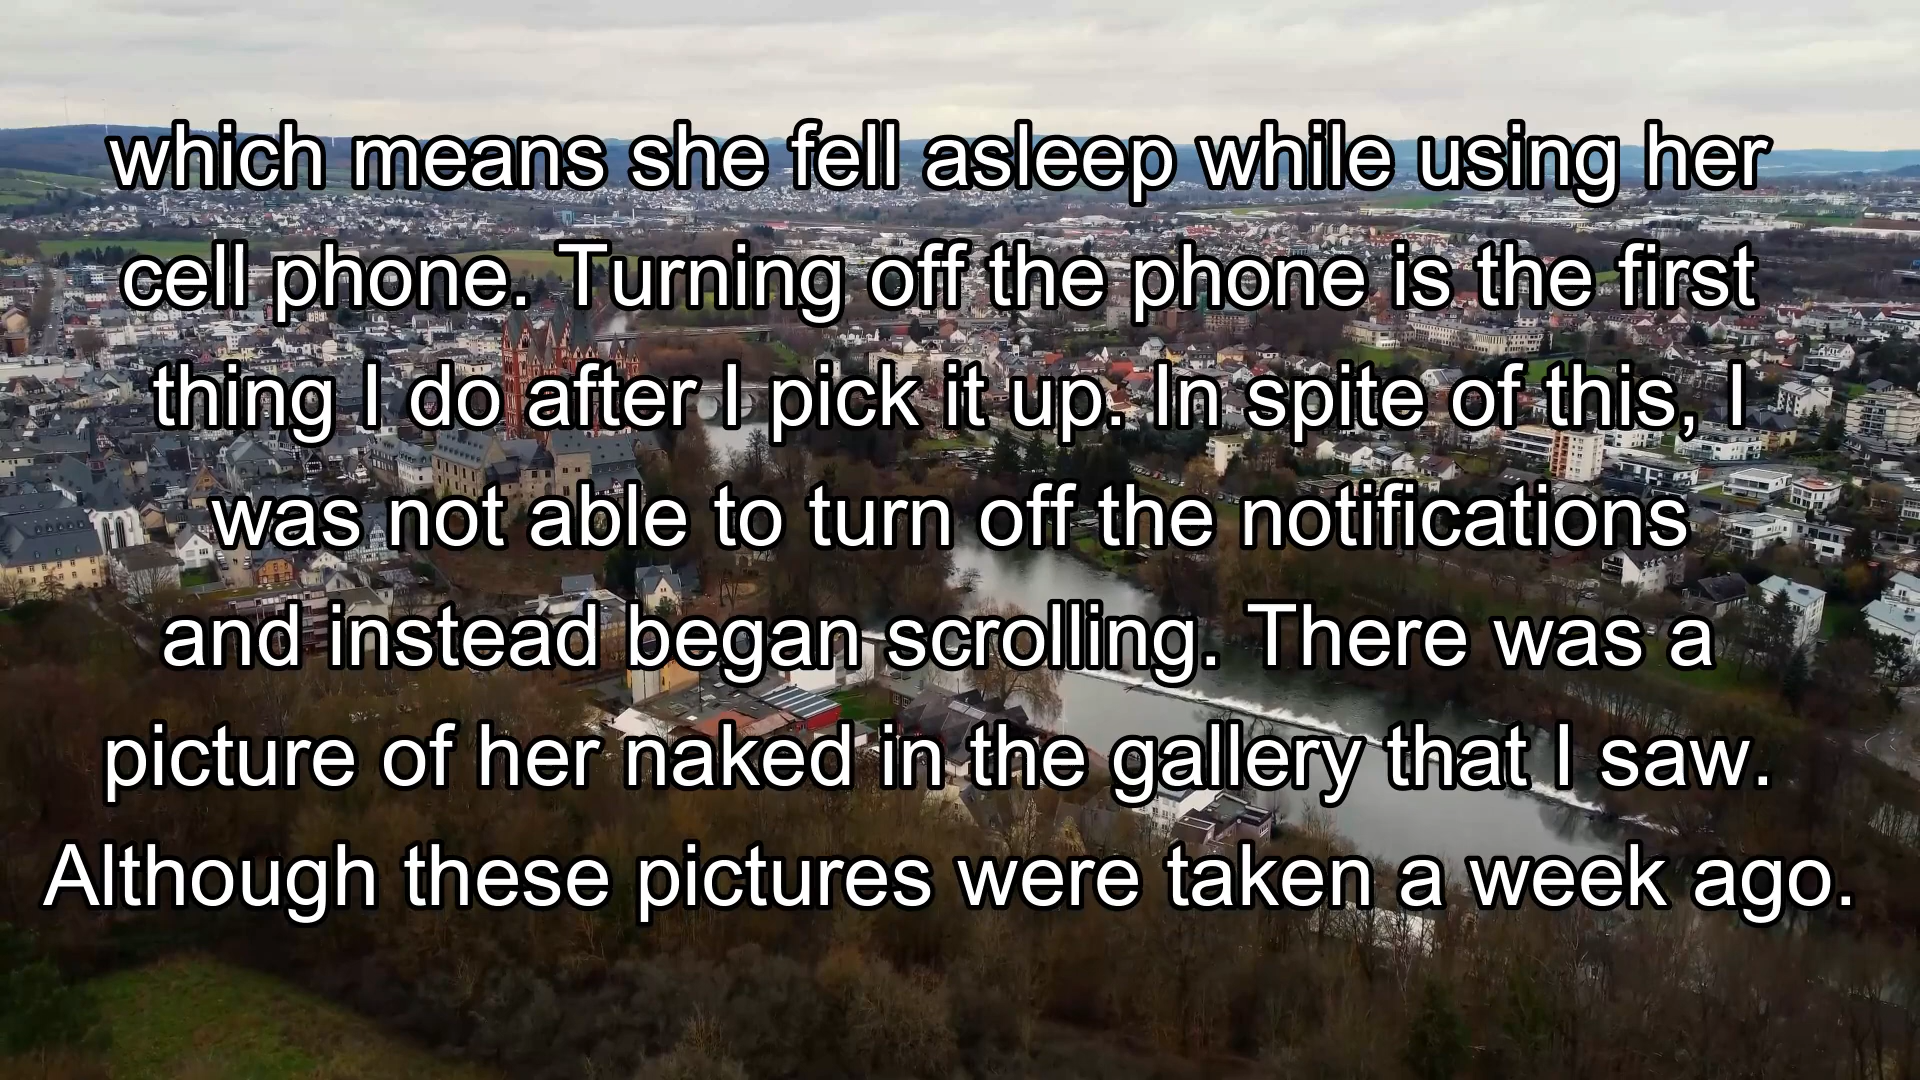 which means she fell asleep while using her
cell phone. Turning off the phone is the first
thing I do after I pick it up. In spite of this, I
was not able to turn off the notifications
and instead began scrolling. There was a
picture of her naked in the gallery that I saw.
Although these pictures were taken a week ago.